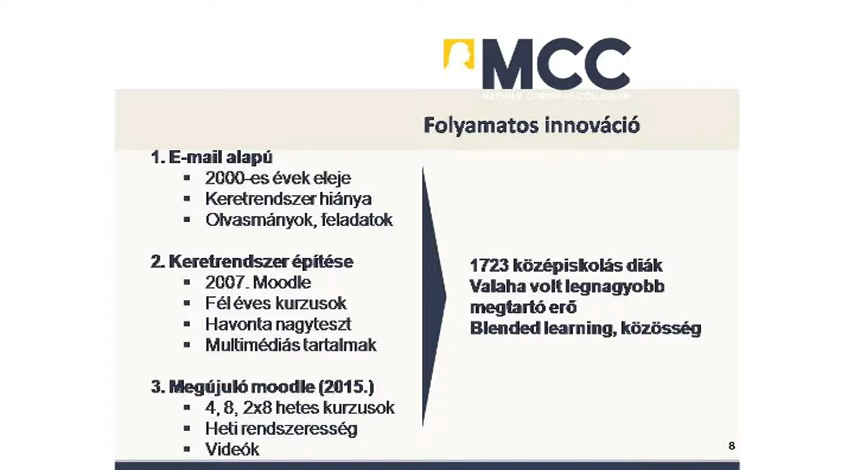 MCC
Folyamatos innováció
1. E-mail alapú
▪ 2000-es évek eleje
▪ Keretrendszer hiánya
▪ Olvasmányok, feladatok
2. Keretrendszer építése
▪ 2007. Moodle
▪ Fél éves kurzusok
▪ Havonta nagyteszt
▪ Multimédiás tartalmak
3. Megújuló moodle (2015.)
▪ 4, 8, 2x8 hetes kurzusok
▪ Heti rendszeresség
▪ Videók
1723 középiskolás diák
Valaha volt legnagyobb
megtartó erő
Blended learning, közösség
8